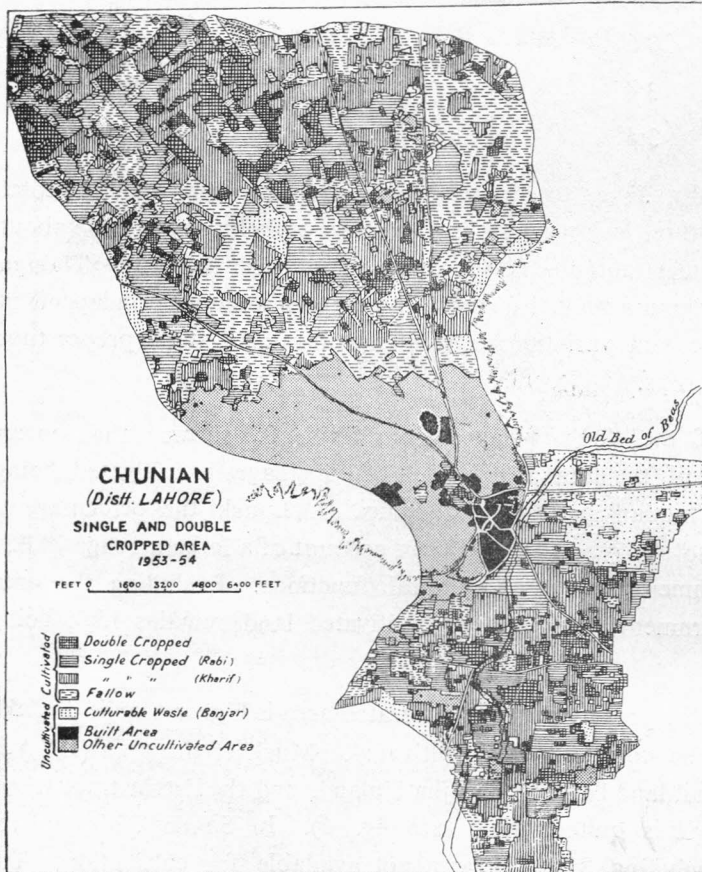 Old Bed of Beas
CHUNIAN
(Distt. LAHORE)
SINGLE AND DOUBLE
CROPPED AREA
1953-54
FEET 0 1600 3200 4800 6400 FEET
Cultivated
Double Cropped
Single Cropped (Rabi)
" " " (Kharif)
Fallow
Uncultivated
Culturable Waste (Banjar)
Built Area
Other Uncultivated Area